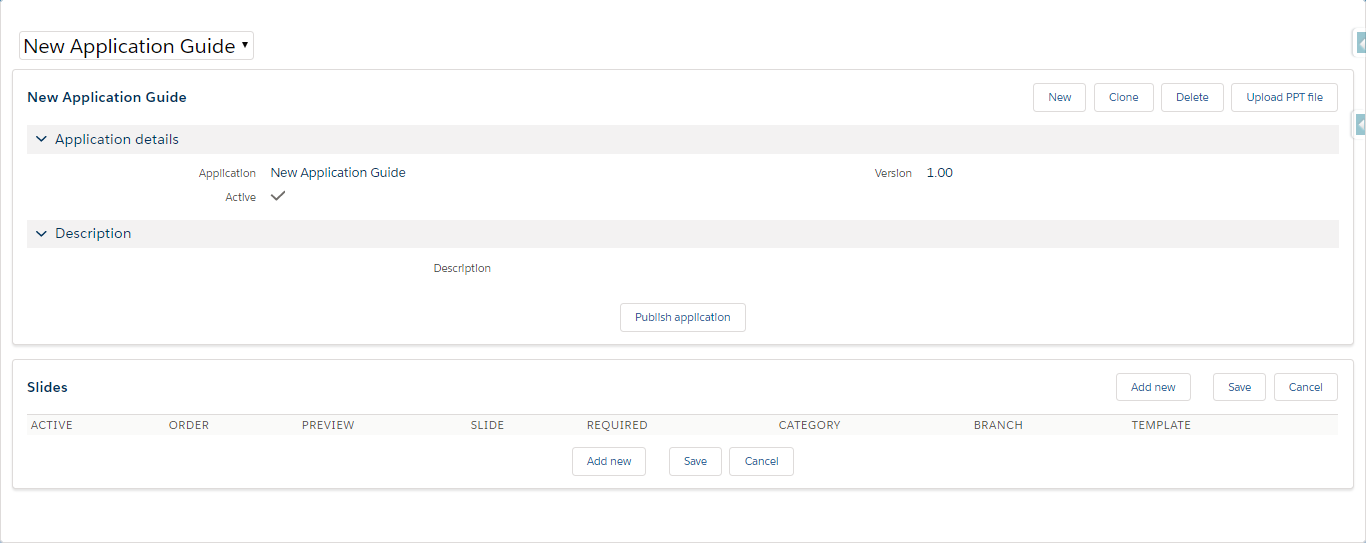 New Application Guide
New Application Guide New Clone Delete Upload PPT file
Application details
Application New Application Guide Version 1.00
Active
Description
Description
Publish application
Slides Add new Save Cancel
ACTIVE ORDER PREVIEW SLIDE REQUIRED CATEGORY BRANCH TEMPLATE
Add new Save Cancel